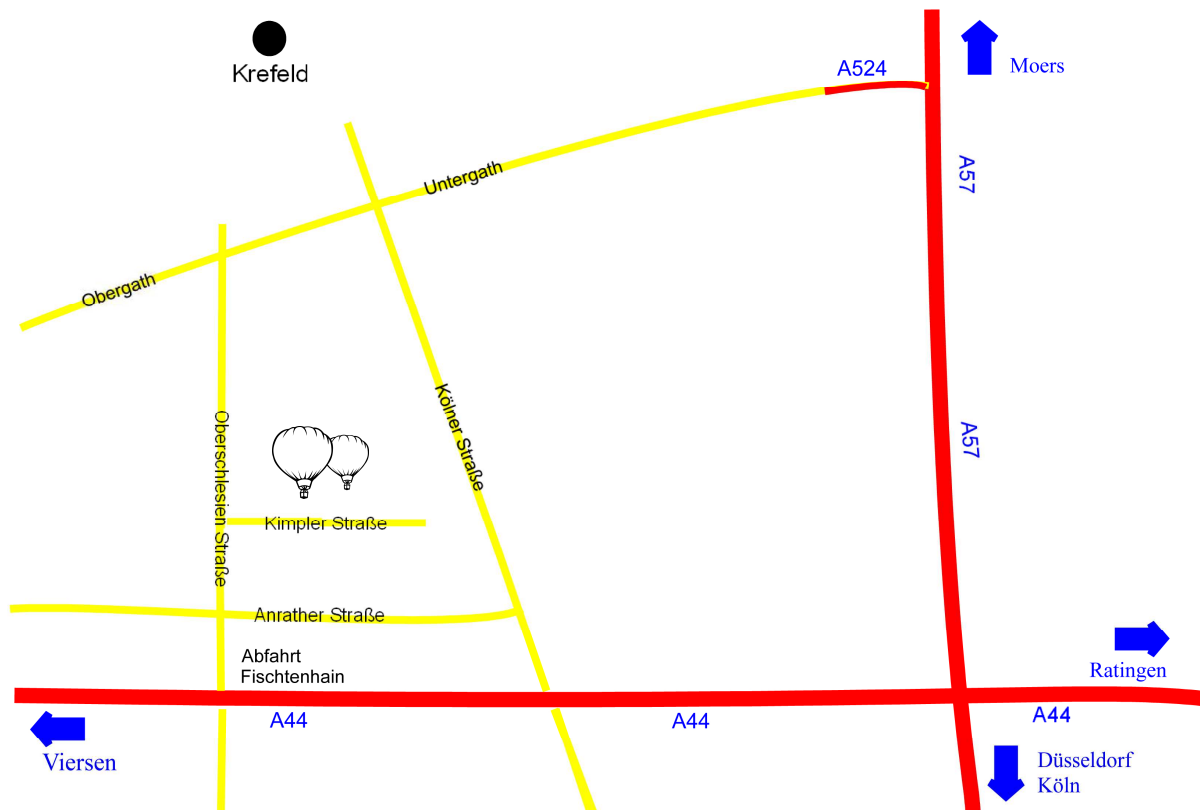 Krefeld
A524
Moers
A57
Untergath
Obergath
Oberschlesien Straße
Kölner Straße
A57
Kimpler Straße
Anrather Straße
Abfahrt
Fischtenhain
Ratingen
A44
A44
A44
Viersen
Düsseldorf
Köln